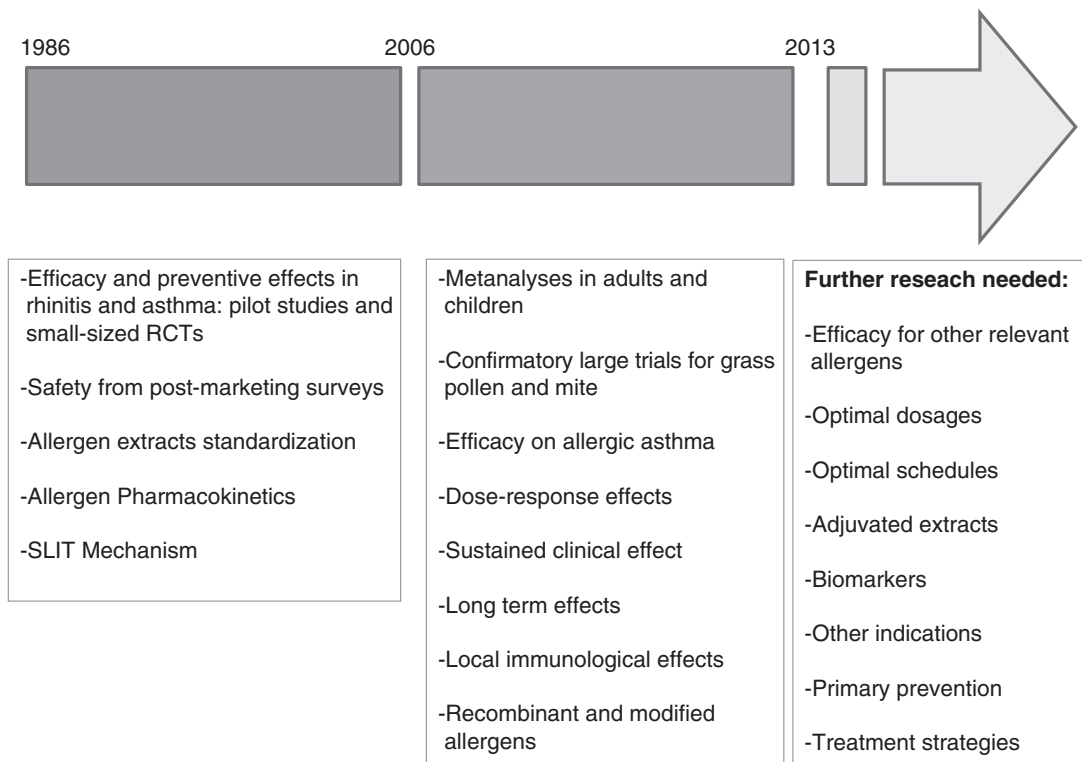 1986
2006
2013
-Efficacy and preventive effects in
rhinitis and asthma: pilot studies and
small-sized RCTs
-Safety from post-marketing surveys
-Allergen extracts standardization
-Allergen Pharmacokinetics
-SLIT Mechanism
-Metanalyses in adults and
children
-Confirmatory large trials for grass
pollen and mite
-Efficacy on allergic asthma
-Dose-response effects
-Sustained clinical effect
-Long term effects
-Local immunological effects
-Recombinant and modified
allergens
Further reseach needed:
-Efficacy for other relevant
allergens
-Optimal dosages
-Optimal schedules
-Adjuvated extracts
-Biomarkers
-Other indications
-Primary prevention
-Treatment strategies